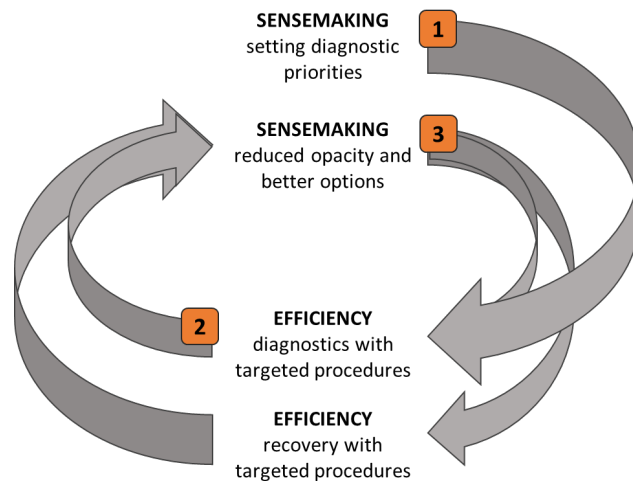 SENSEMAKING
setting diagnostic
priorities
1
SENSEMAKING
reduced opacity and
better options
3
2
EFFICIENCY
diagnostics with
targeted procedures
EFFICIENCY
recovery with
targeted procedures